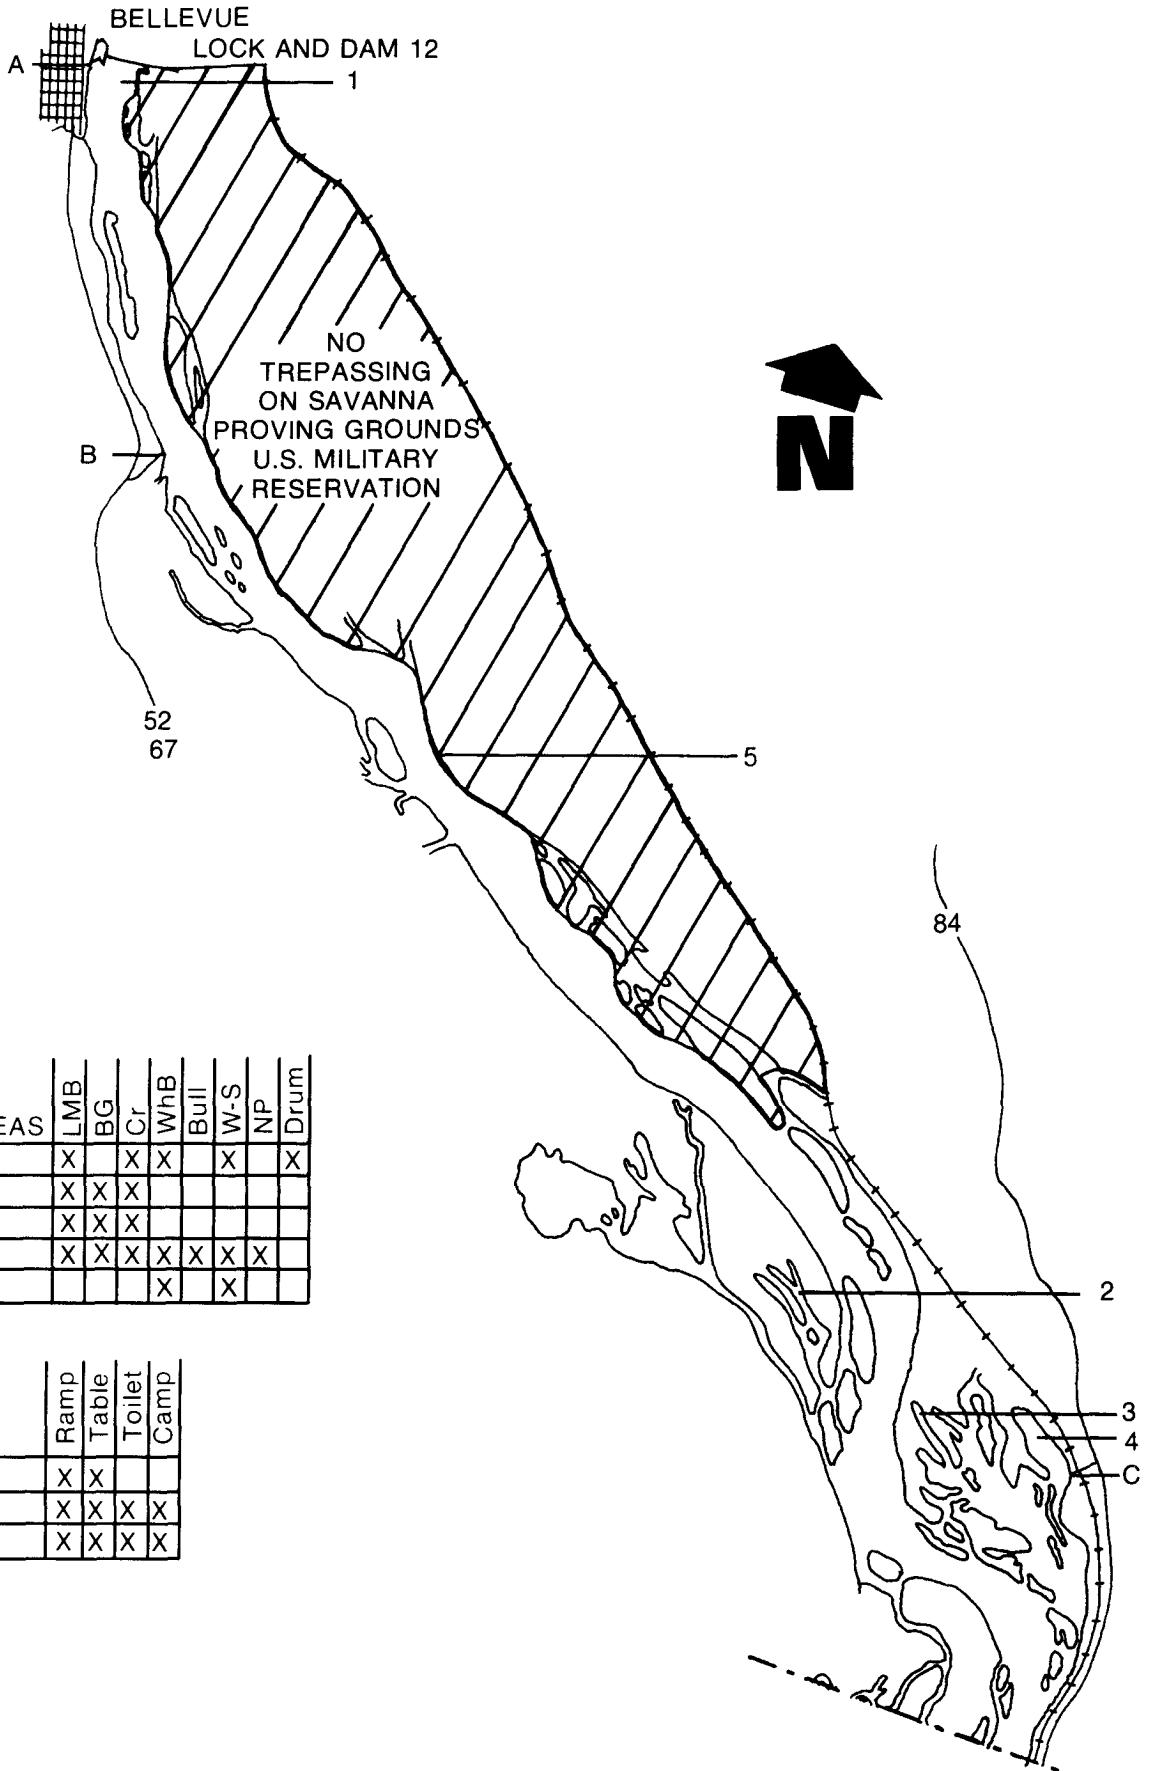 BELLEVUE
LOCK AND DAM 12
A
1
NO
TREPASSING
ON SAVANNA
PROVING GROUNDS
U.S. MILITARY
RESERVATION
N
B
52
67
5
84
EAS LMB BG Cr WhB Bull W-S NP Drum
X X X X X
X X X
X X X
X X X X X X X
X X
2
Ramp Table Toilet Camp
X X
X X X X
X X X X
3
4
C